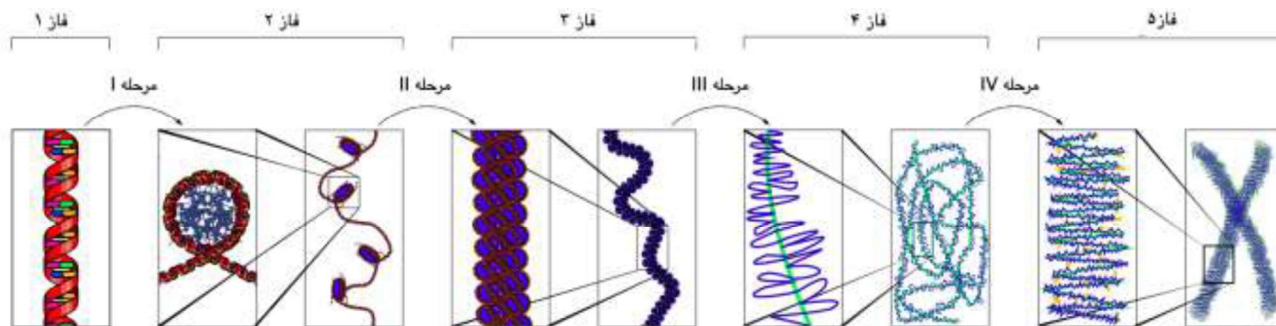 فاز ۱
فاز ۲
فاز ۳
فاز ۴
فاز۵
مرحله I
مرحله II
مرحله III
مرحله IV